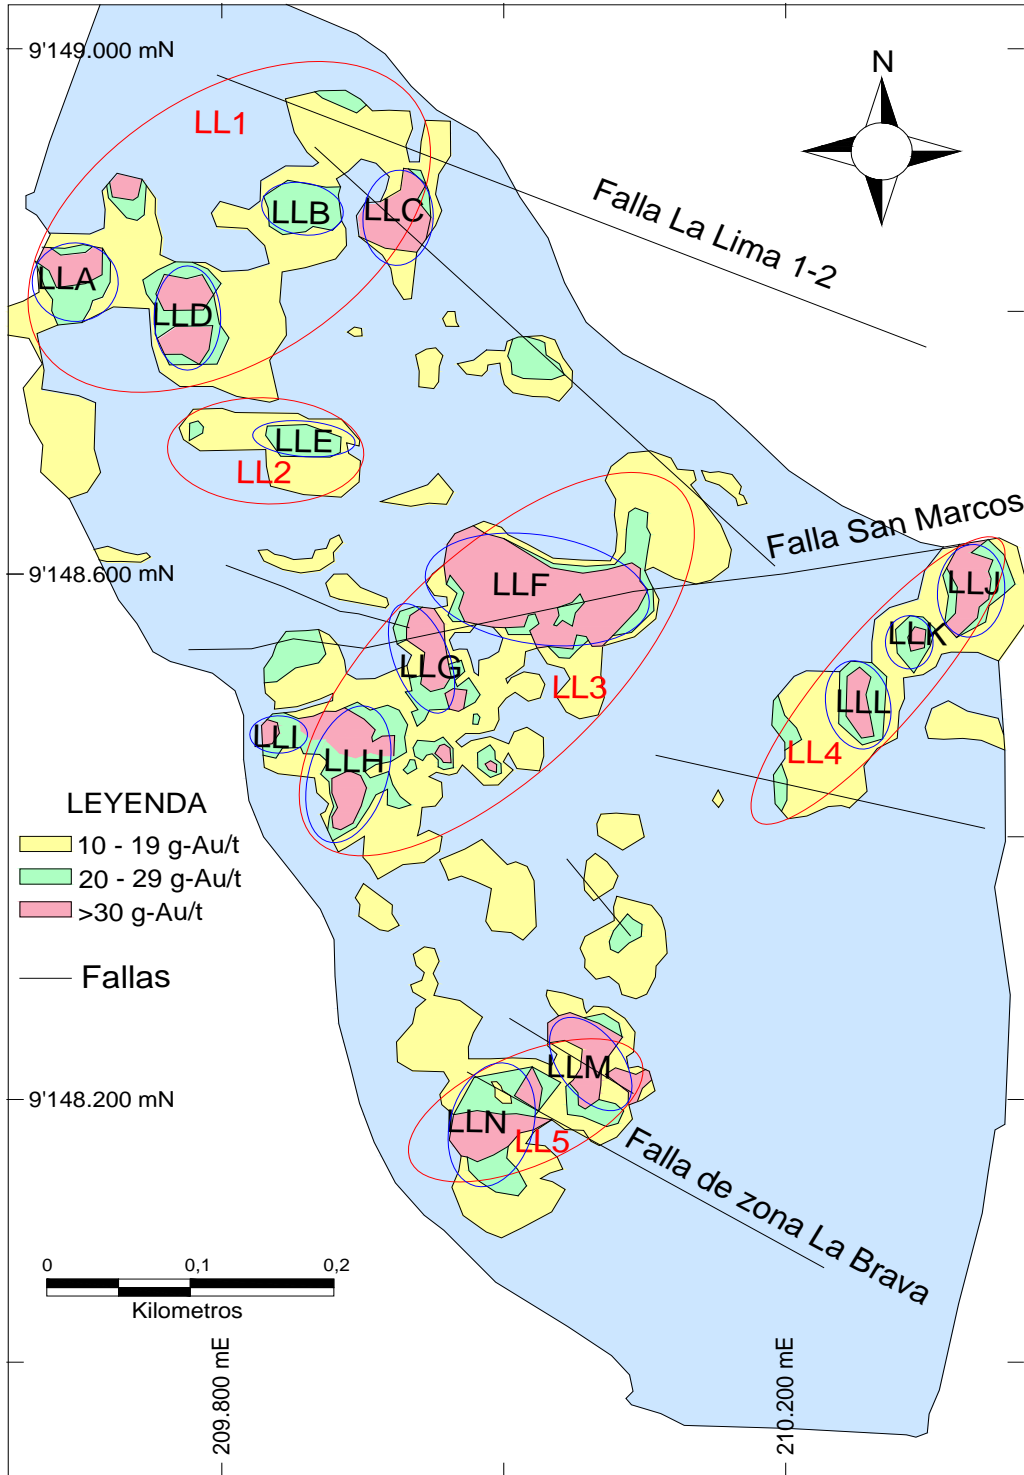 9'149.000 mN
N
LL1
Falla La Lima 1-2
LLB
LLC
LLA
LLD
LLE
LL2
Falla San Marcos
9'148.600 mN
LLF
LLJ
LLK
LLG
LL3
LLL
LLI
LLH
LL4
LEYENDA
10 - 19 g-Au/t
20 - 29 g-Au/t
>30 g-Au/t
Fallas
LLM
9'148.200 mN
LLN
LL5
Falla de zona La Brava
0 0,1 0,2
Kilometros
209.800 mE
210.200 mE